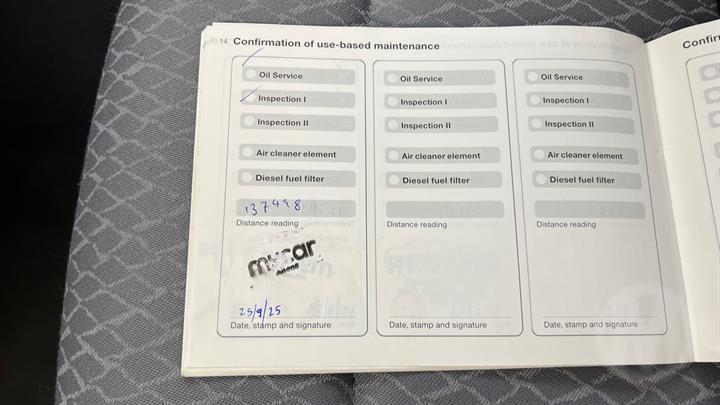 14 Confirmation of use-based maintenance
Oil Service
Inspection I
Inspection II
Air cleaner element
Diesel fuel filter
137498
Distance reading
mycar
25/9/25
Date, stamp and signature
Oil Service
Inspection I
Inspection II
Air cleaner element
Diesel fuel filter
Distance reading
Date, stamp and signature
Oil Service
Inspection I
Inspection II
Air cleaner element
Diesel fuel filter
Distance reading
Date, stamp and signature